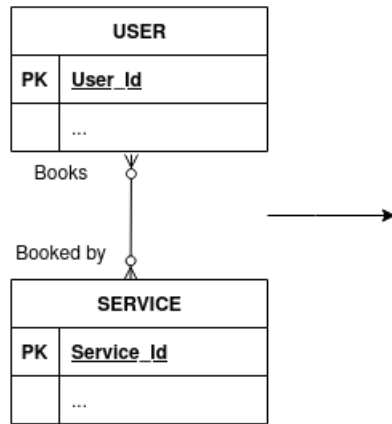 USER
PK User_Id
...
Books
Booked by
SERVICE
PK Service_Id
...